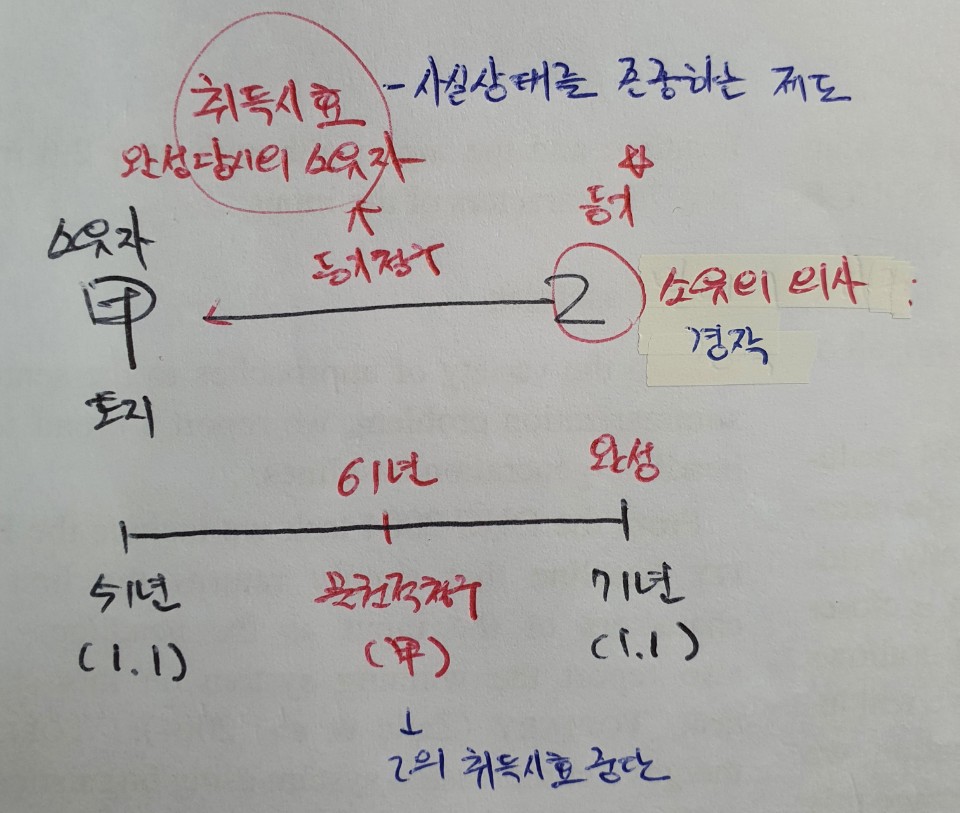 취득시효 - 사실상태를 존중하는 제도
완성당시의 소유자
등기
소유자
등기청구
甲
乙
소유의 의사 :
경작
토지
61년
완성
51년
물권적청구
71년
(1.1)
(甲)
(1.1)
↓
乙의 취득시효 중단